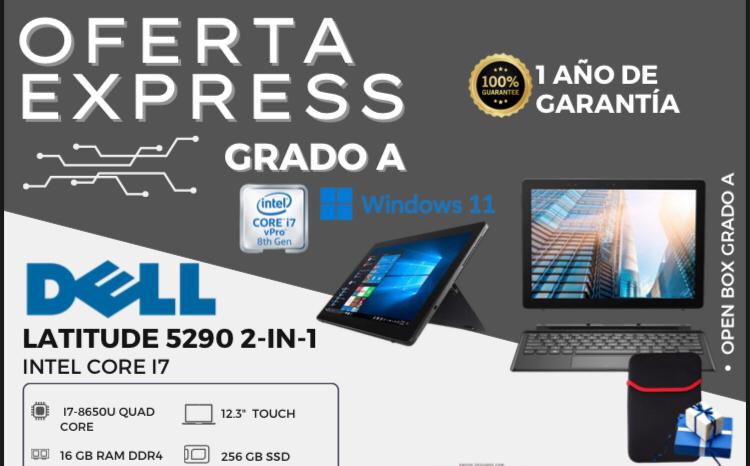 OFERTA
EXPRESS
100%
GUARANTEE
1 AÑO DE
GARANTÍA
GRADO A
intel
CORE i7
vPro
8th Gen
Windows 11
OPEN BOX GRADO A
DELL
LATITUDE 5290 2-IN-1
INTEL CORE I7
I7-8650U QUAD
CORE
12.3" TOUCH
16 GB RAM DDR4
256 GB SSD